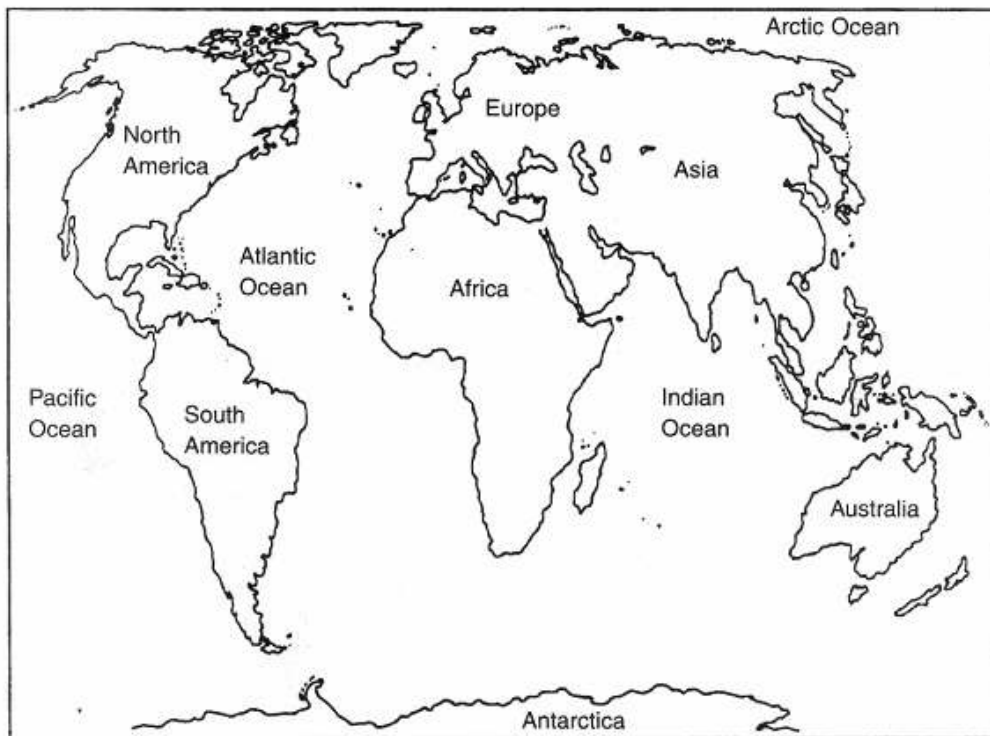 Arctic Ocean
Europe
North
America
Asia
Atlantic
Ocean
Africa
Pacific
Ocean
South
America
Indian
Ocean
Australia
Antarctica